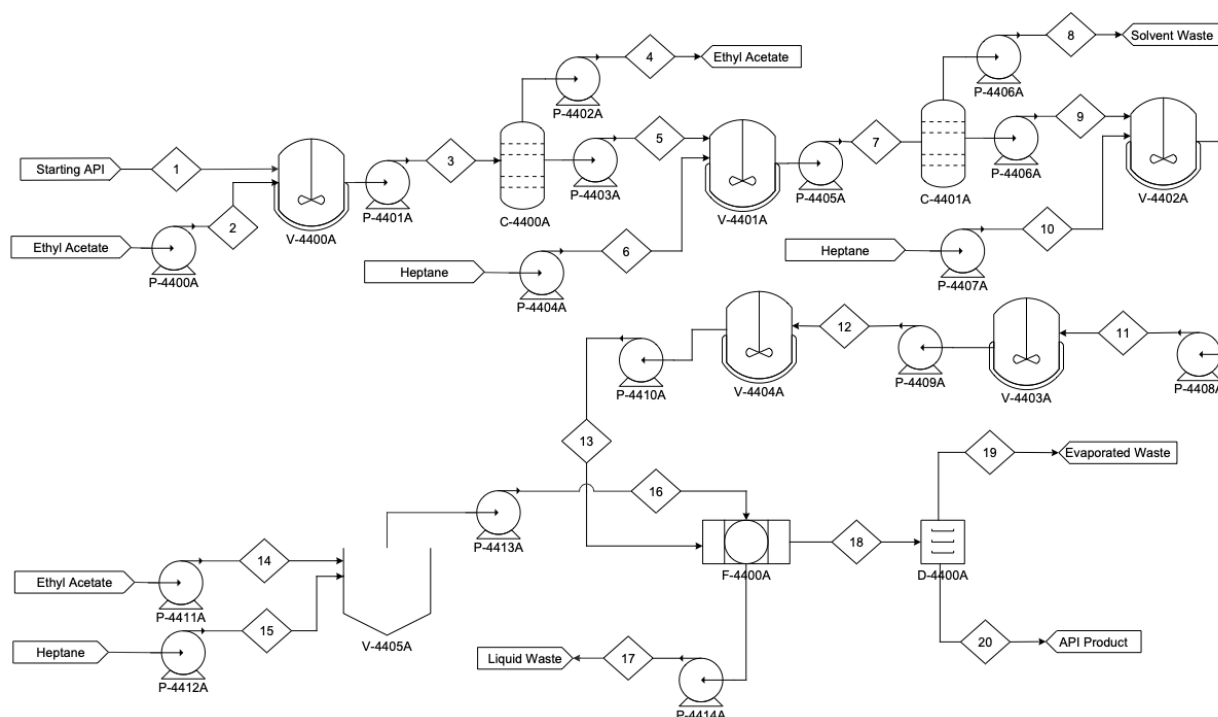 4
Ethyl Acetate
8
Solvent Waste
P-4402A
P-4406A
Starting API
1
3
5
7
9
P-4401A
C-4400A
P-4403A
P-4405A
C-4401A
P-4406A
V-4400A
V-4401A
V-4402A
Ethyl Acetate
2
P-4400A
Heptane
6
P-4404A
Heptane
10
P-4407A
13
P-4410A
V-4404A
12
P-4409A
V-4403A
11
P-4408A
19
Evaporated Waste
16
P-4413A
F-4400A
18
D-4400A
Ethyl Acetate
14
P-4411A
Heptane
15
P-4412A
V-4405A
Liquid Waste
17
P-4414A
20
API Product